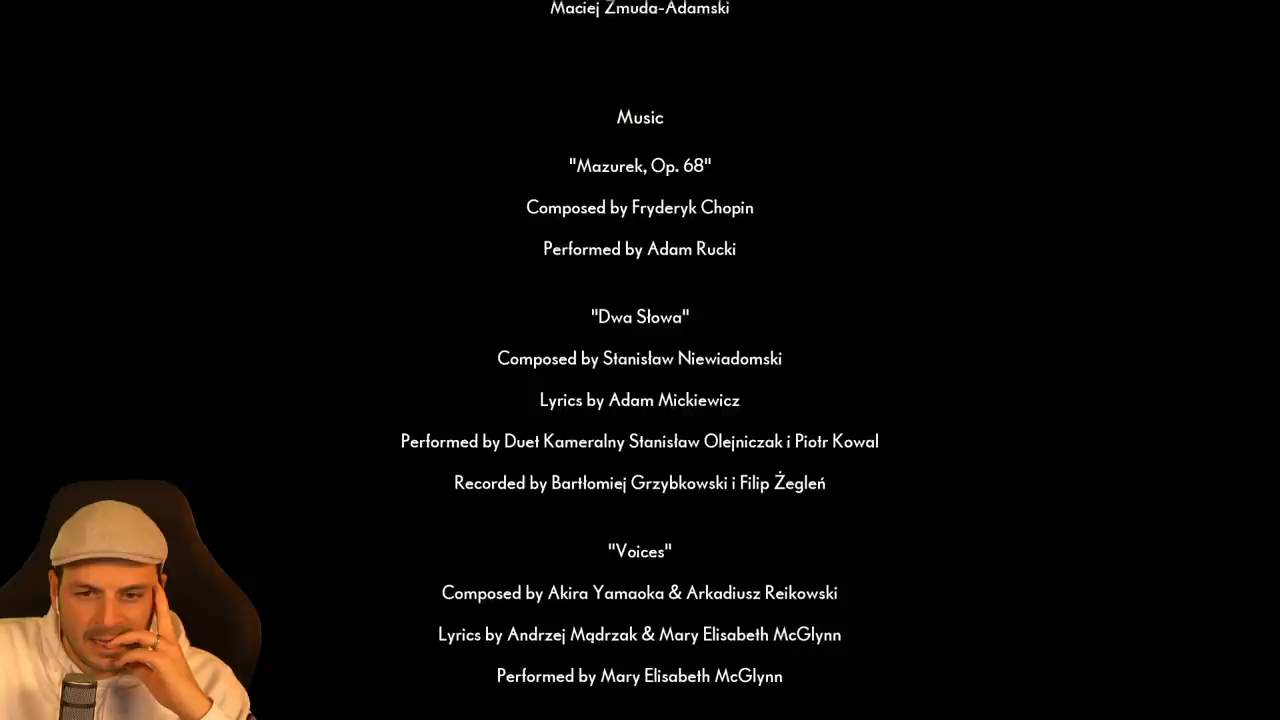 Maciej Żmuda-Adamski
Music
"Mazurek, Op. 68"
Composed by Fryderyk Chopin
Performed by Adam Rucki
"Dwa Słowa"
Composed by Stanisław Niewiadomski
Lyrics by Adam Mickiewicz
Performed by Duet Kameralny Stanisław Olejniczak i Piotr Kowal
Recorded by Bartłomiej Grzybkowski i Filip Żegleń
"Voices"
Composed by Akira Yamaoka & Arkadiusz Reikowski
Lyrics by Andrzej Mądrzak & Mary Elisabeth McGlynn
Performed by Mary Elisabeth McGlynn